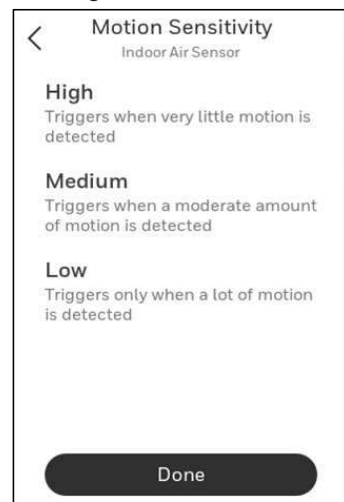 Motion Sensitivity
Indoor Air Sensor
High
Triggers when very little motion is
detected
Medium
Triggers when a moderate amount
of motion is detected
Low
Triggers only when a lot of motion
is detected
Done